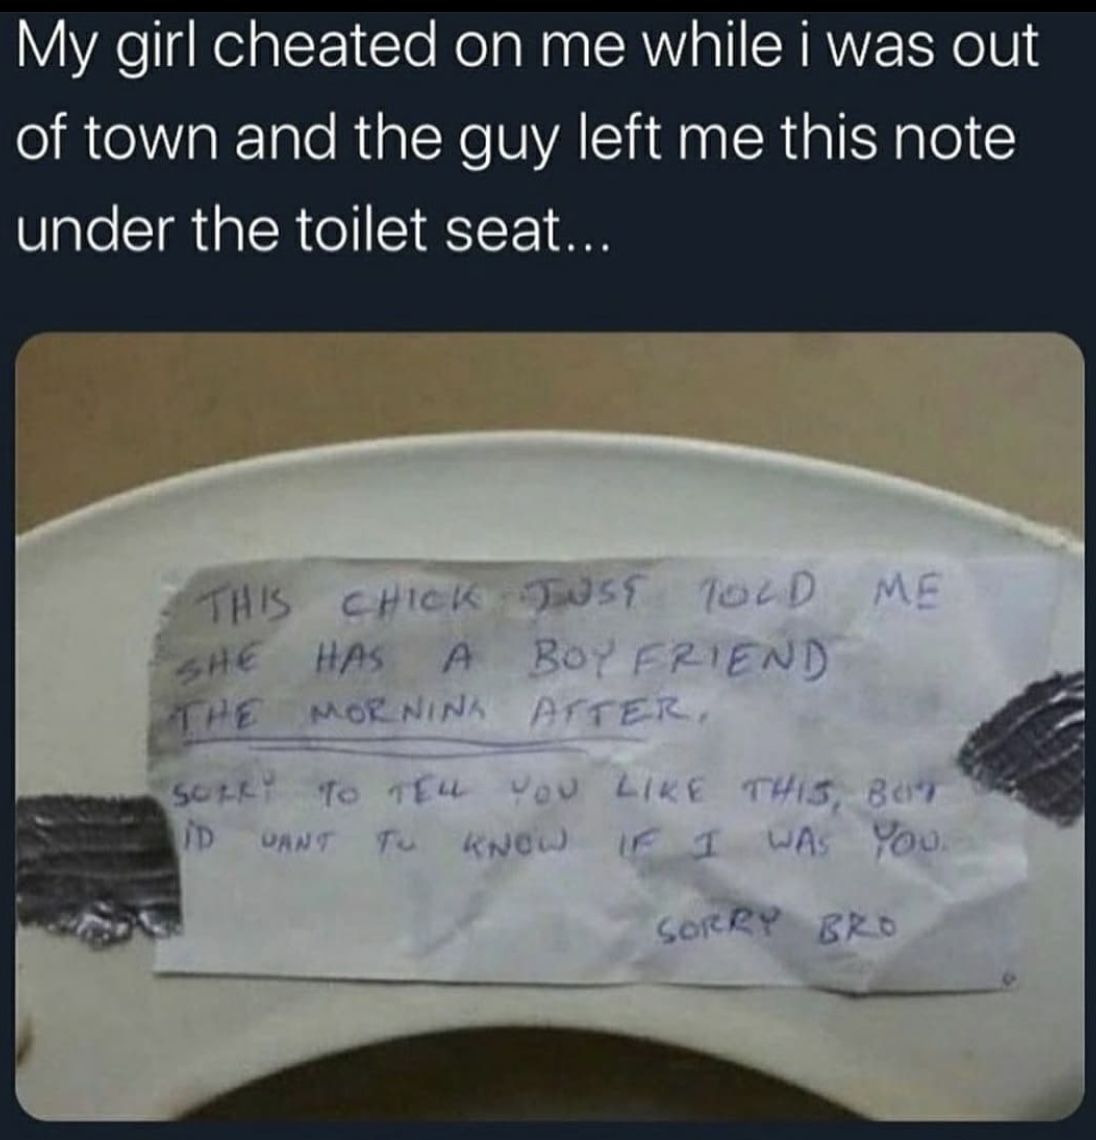 My girl cheated on me while i was out
of town and the guy left me this note
under the toilet seat...
THIS CHICK JUST TOLD ME
SHE HAS A BOYFRIEND
THE MORNING AFTER.
SORRY TO TELL YOU LIKE THIS, BUT
I'D WANT TO KNOW IF I WAS YOU.
SORRY BRO